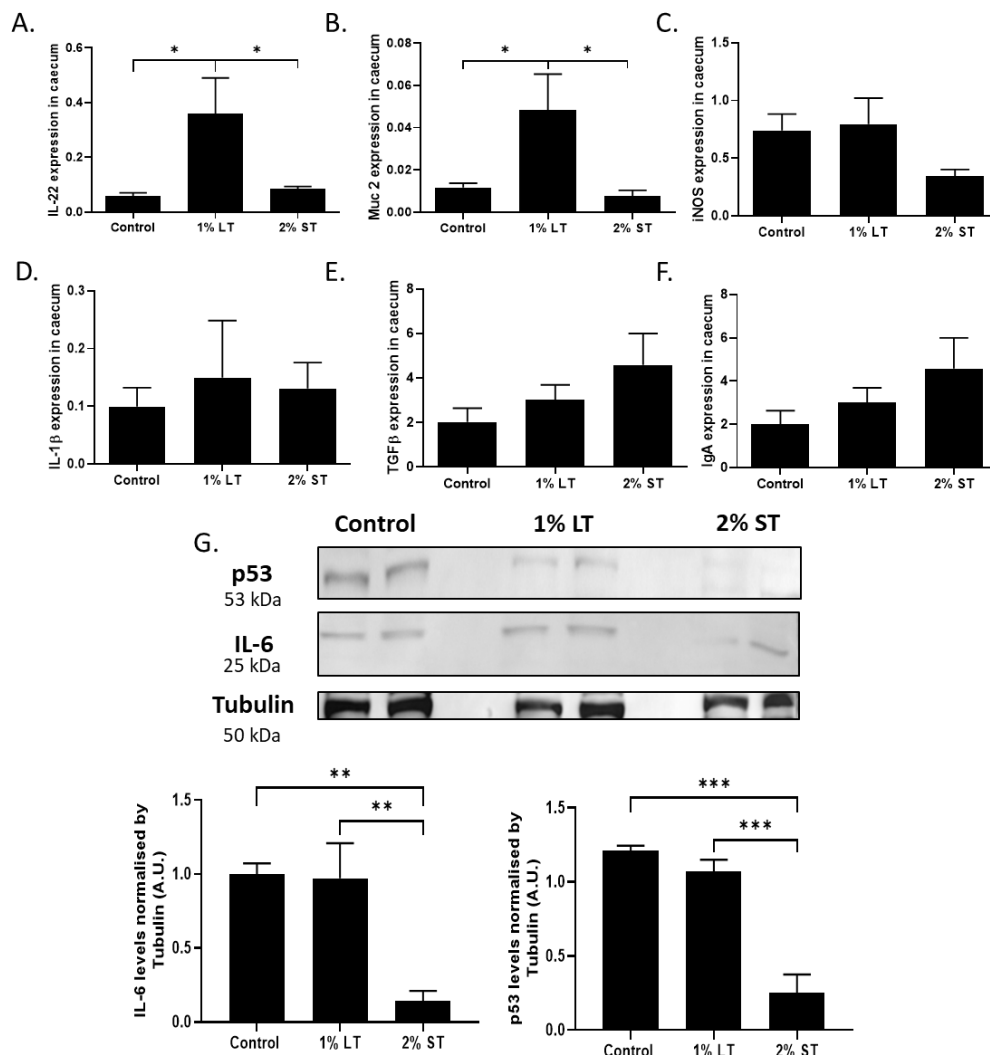 A.
IL-22 expression in caecum
0.6
0.4
0.2
0.0
* *
Control 1% LT 2% ST
B.
Muc 2 expression in caecum
0.08
0.06
0.04
0.02
0.00
* *
Control 1% LT 2% ST
C.
iNOS expression in caecum
1.5
1.0
0.5
0.0
Control 1% LT 2% ST
D.
IL-1β expression in caecum
0.3
0.2
0.1
0.0
Control 1% LT 2% ST
E.
TGFβ expression in caecum
8
6
4
2
0
Control 1% LT 2% ST
F.
IgA expression in caecum
8
6
4
2
0
Control 1% LT 2% ST
G.
Control 1% LT 2% ST
p53
53 kDa
IL-6
25 kDa
Tubulin
50 kDa
IL-6 levels normalised by
Tubulin (A.U.)
1.5
1.0
0.5
0.0
**
**
Control 1% LT 2% ST
p53 levels normalised by
Tubulin (A.U.)
1.5
1.0
0.5
0.0
***
***
Control 1% LT 2% ST